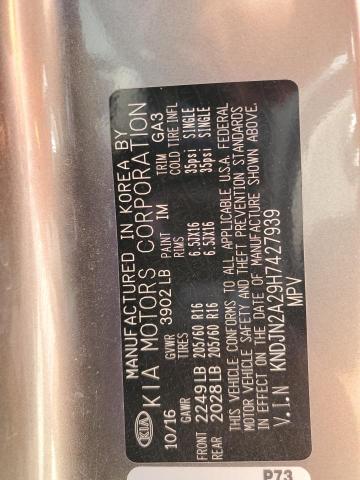 MANUFACTURED IN KOREA BY
KIA KIA MOTORS CORPORATION
10/16 GVWR 3902 LB PAINT IM TRIM GA3
GAWR TIRES RIMS COLD TIRE INFL
FRONT 2249LB 205/60 R16 6.5JX16 35psi SINGLE
REAR 2028LB 205/60 R16 6.5JX16 35psi SINGLE
THIS VEHICLE CONFORMS TO ALL APPLICABLE U.S.A. FEDERAL
MOTOR VEHICLE SAFETY AND THEFT PREVENTION STANDARDS
IN EFFECT ON THE DATE OF MANUFACTURE SHOWN ABOVE.
V.I.N KNDJN2A29H7427939
MPV
P73